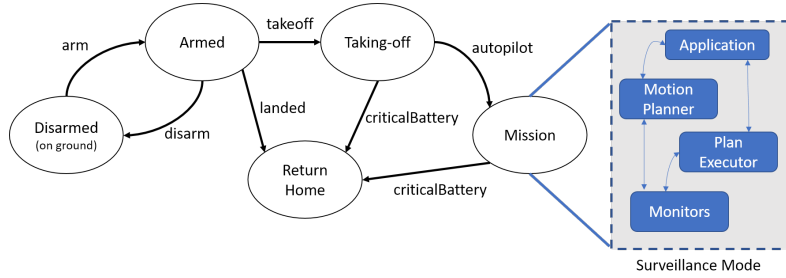 takeoff
arm
Armed
Taking-off
autopilot
Application
Motion
Planner
landed
criticalBattery
Disarmed
(on ground)
disarm
Mission
Plan
Executor
Return
Home
criticalBattery
Monitors
Surveillance Mode